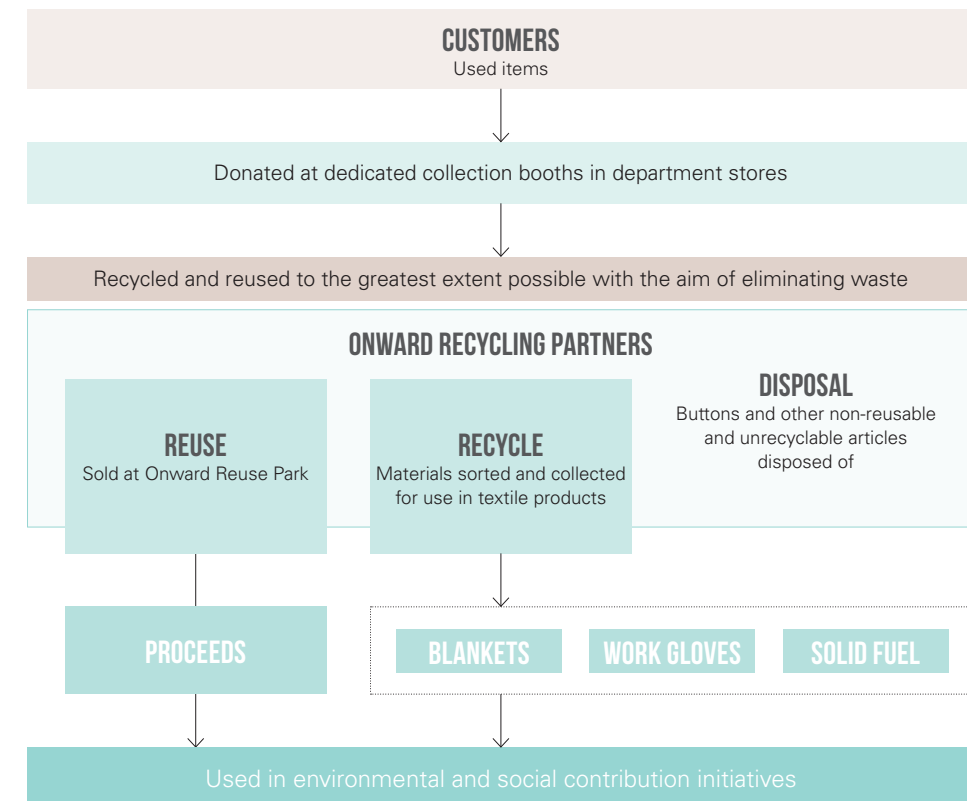 CUSTOMERS
Used items
Donated at dedicated collection booths in department stores
Recycled and reused to the greatest extent possible with the aim of eliminating waste
ONWARD RECYCLING PARTNERS
REUSE
Sold at Onward Reuse Park
RECYCLE
Materials sorted and collected
for use in textile products
DISPOSAL
Buttons and other non-reusable
and unrecyclable articles
disposed of
PROCEEDS
BLANKETS
WORK GLOVES
SOLID FUEL
Used in environmental and social contribution initiatives